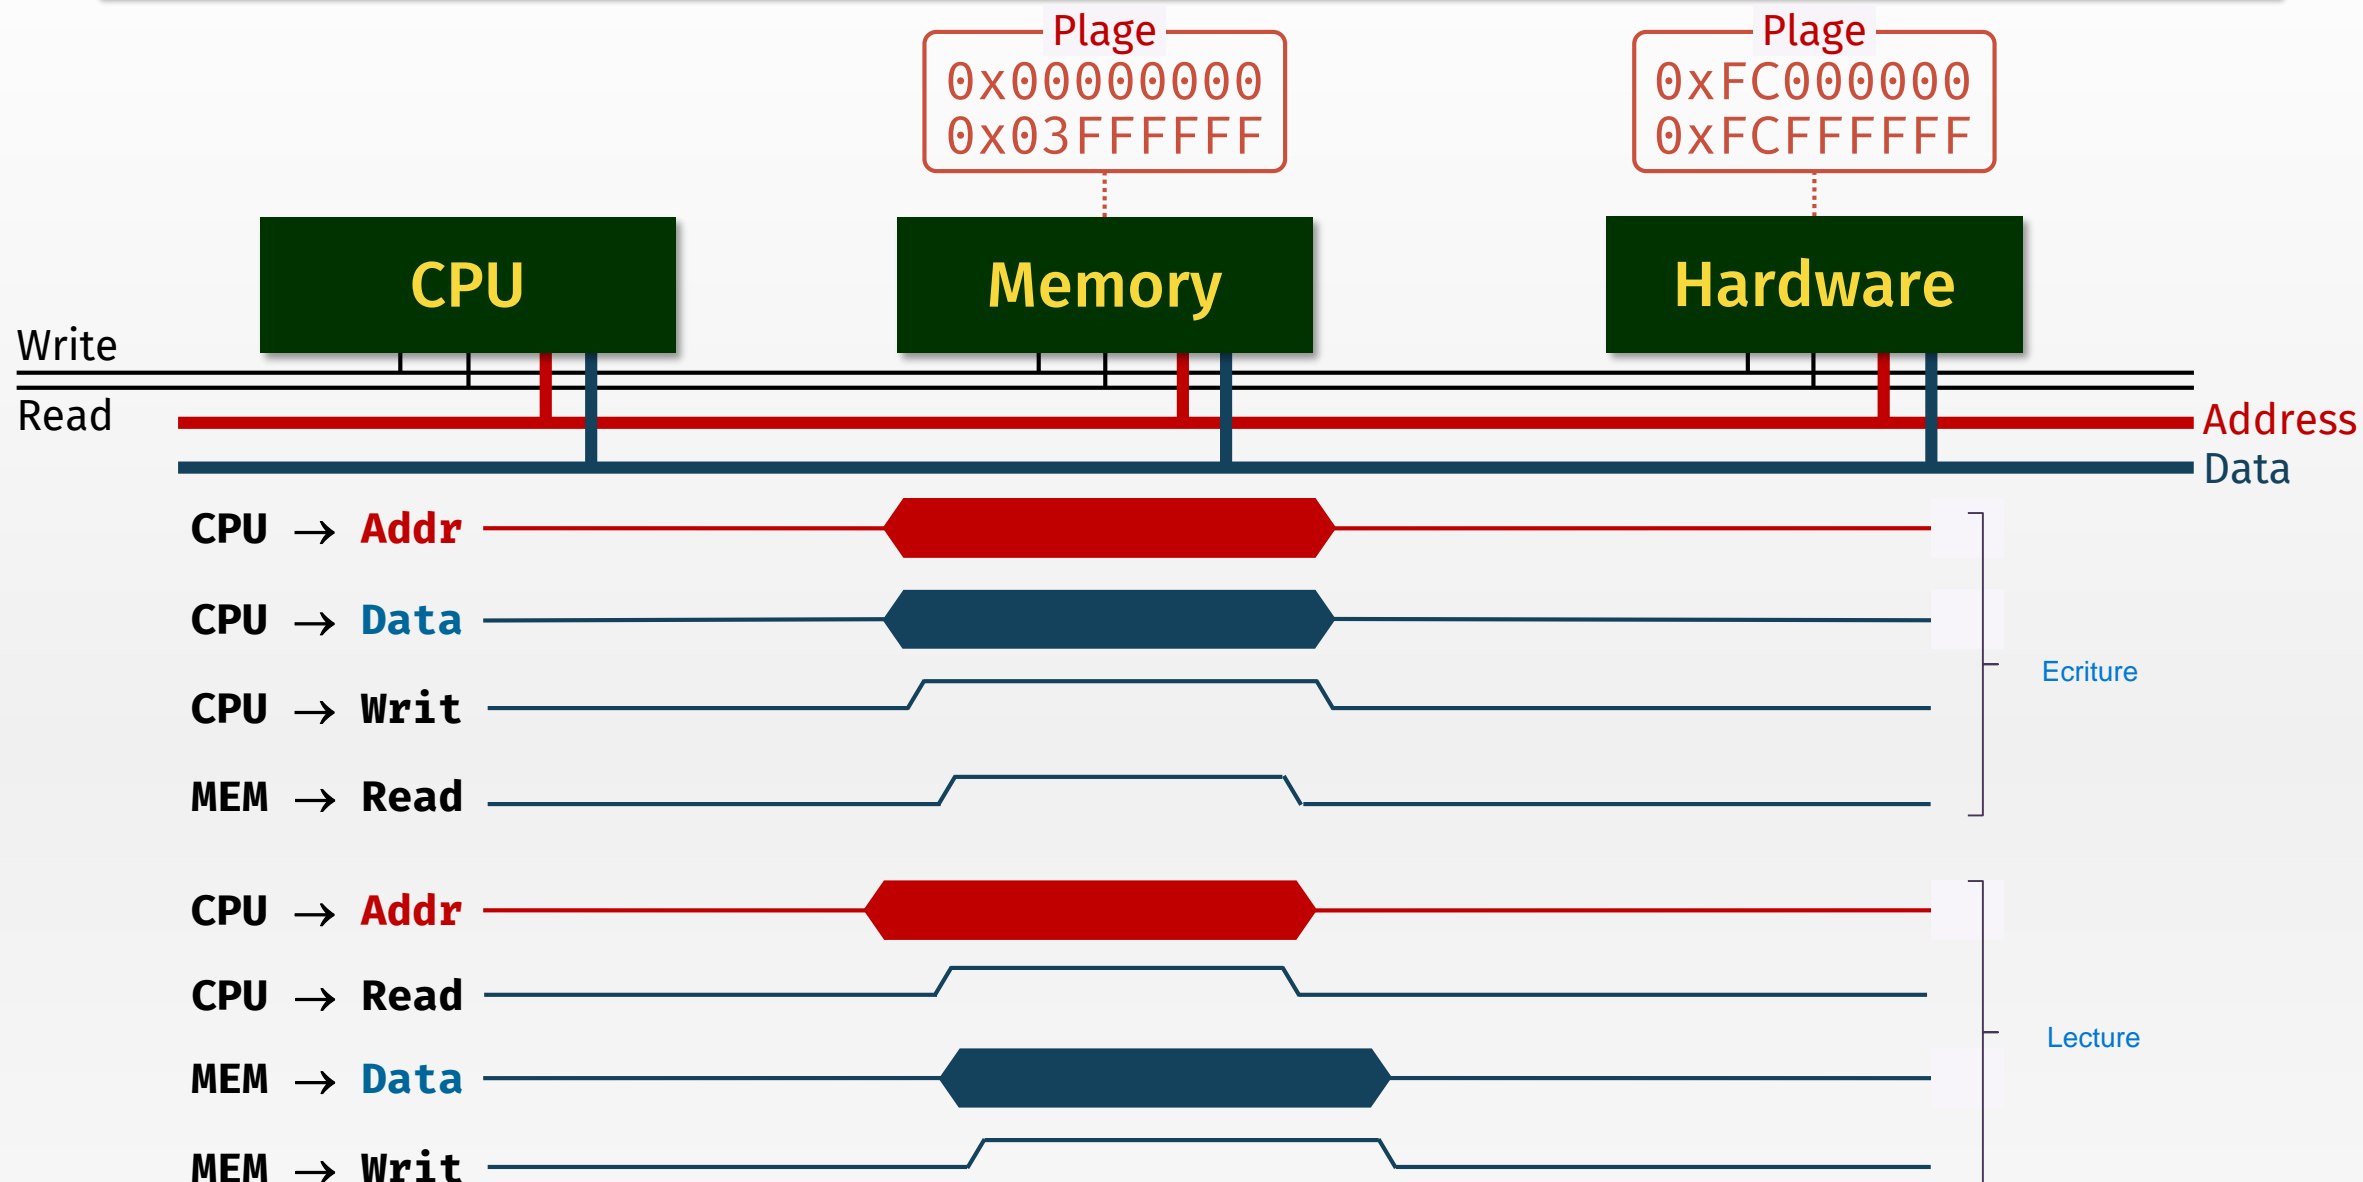 Plage
0x00000000
0x03FFFFFF
Plage
0xFC000000
0xFCFFFFFF
CPU
Memory
Hardware
Write
Read
Address
Data
CPU → Addr
CPU → Data
CPU → Writ
MEM → Read
Ecriture
CPU → Addr
CPU → Read
MEM → Data
MEM → Writ
Lecture